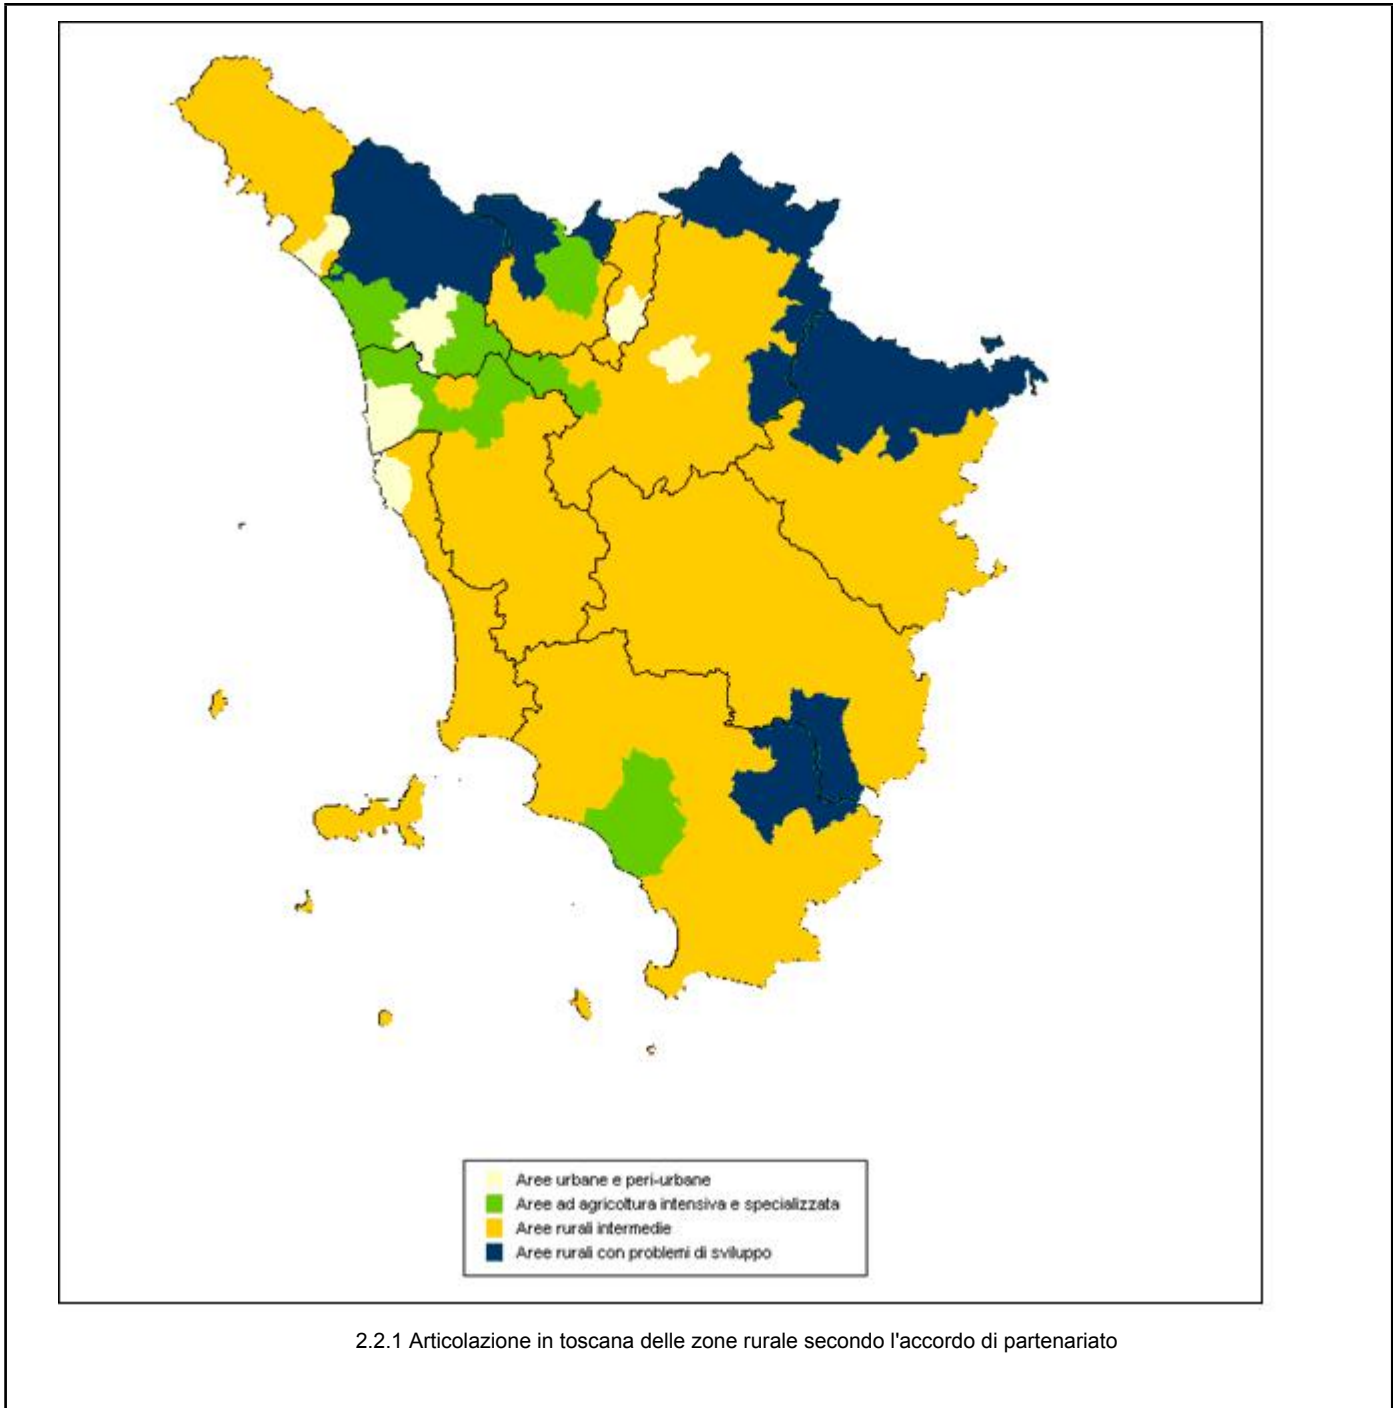 Aree urbane e peri-urbane
Aree ad agricoltura intensiva e specializzata
Aree rurali intermedie
Aree rurali con problemi di sviluppo
2.2.1 Articolazione in toscana delle zone rurale secondo l'accordo di partenariato